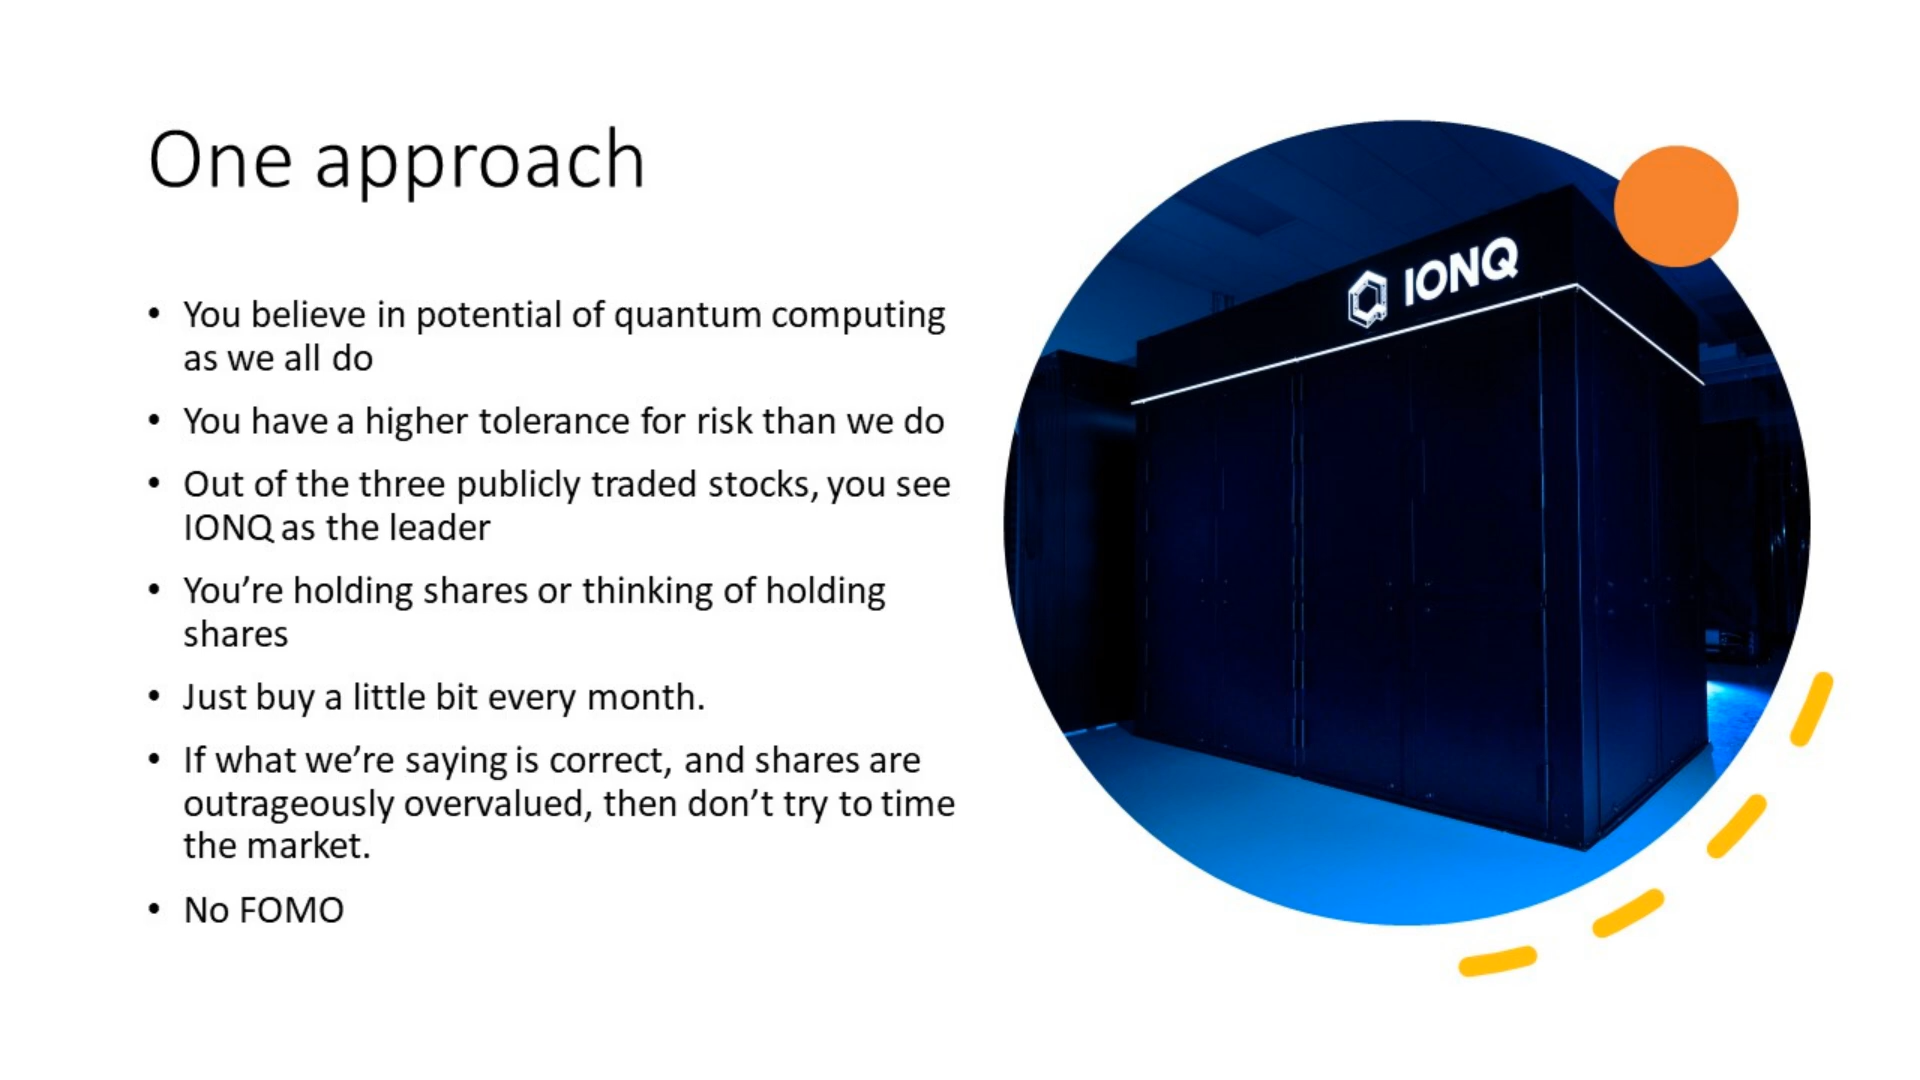 One approach
• You believe in potential of quantum computing
as we all do
• You have a higher tolerance for risk than we do
• Out of the three publicly traded stocks, you see
IONQ as the leader
• You’re holding shares or thinking of holding
shares
• Just buy a little bit every month.
• If what we’re saying is correct, and shares are
outrageously overvalued, then don’t try to time
the market.
• No FOMO
IONQ